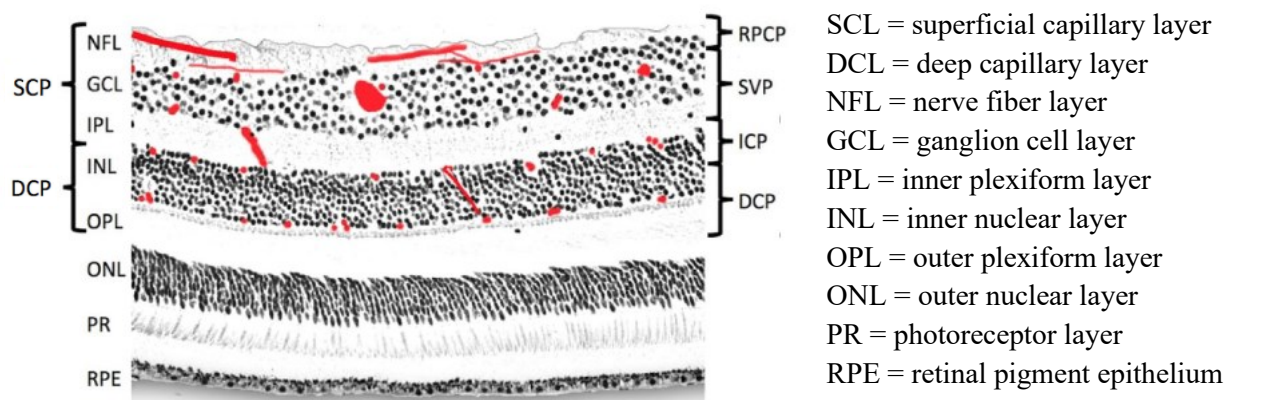 SCP
DCP
NFL
GCL
IPL
INL
OPL
ONL
PR
RPE
RPCP
SVP
ICP
DCP
SCL = superficial capillary layer
DCL = deep capillary layer
NFL = nerve fiber layer
GCL = ganglion cell layer
IPL = inner plexiform layer
INL = inner nuclear layer
OPL = outer plexiform layer
ONL = outer nuclear layer
PR = photoreceptor layer
RPE = retinal pigment epithelium